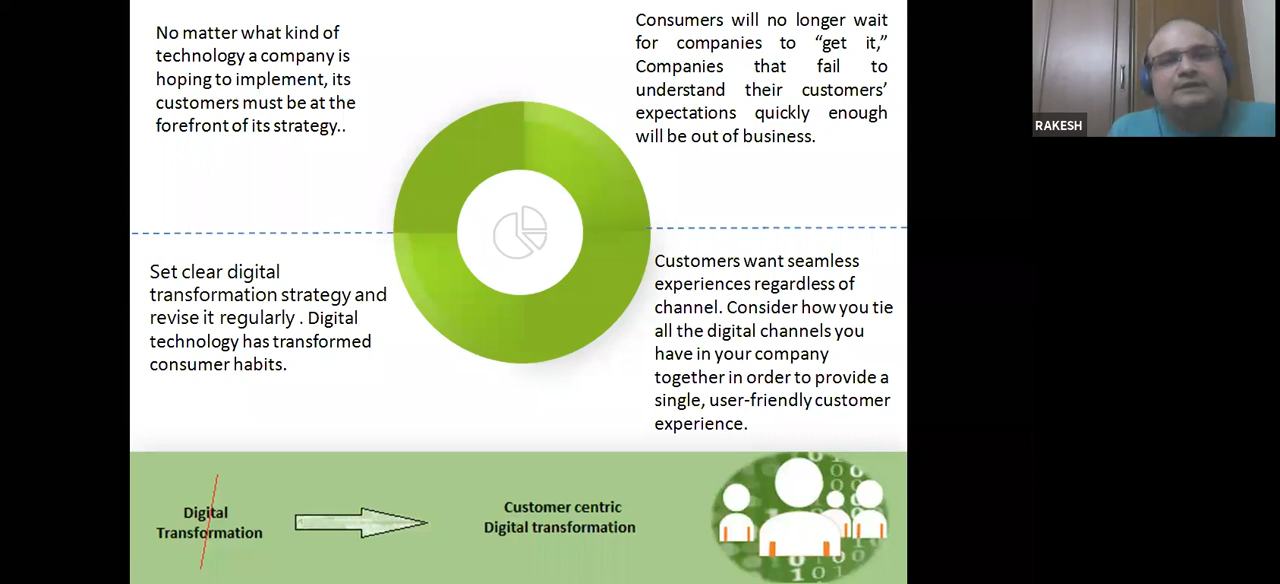 No matter what kind of
technology a company is
hoping to implement, its
customers must be at the
forefront of its strategy..
Consumers will no longer wait
for companies to “get it,”
Companies that fail to
understand their customers’
expectations quickly enough
will be out of business.
RAKESH
Set clear digital
transformation strategy and
revise it regularly . Digital
technology has transformed
consumer habits.
Customers want seamless
experiences regardless of
channel. Consider how you tie
all the digital channels you
have in your company
together in order to provide a
single, user-friendly customer
experience.
Digital
Transformation
Customer centric
Digital transformation